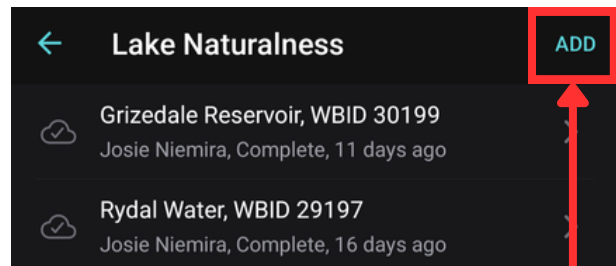 Lake Naturalness
ADD
Grizedale Reservoir, WBID 30199
Josie Niemira, Complete, 11 days ago
Rydal Water, WBID 29197
Josie Niemira, Complete, 16 days ago